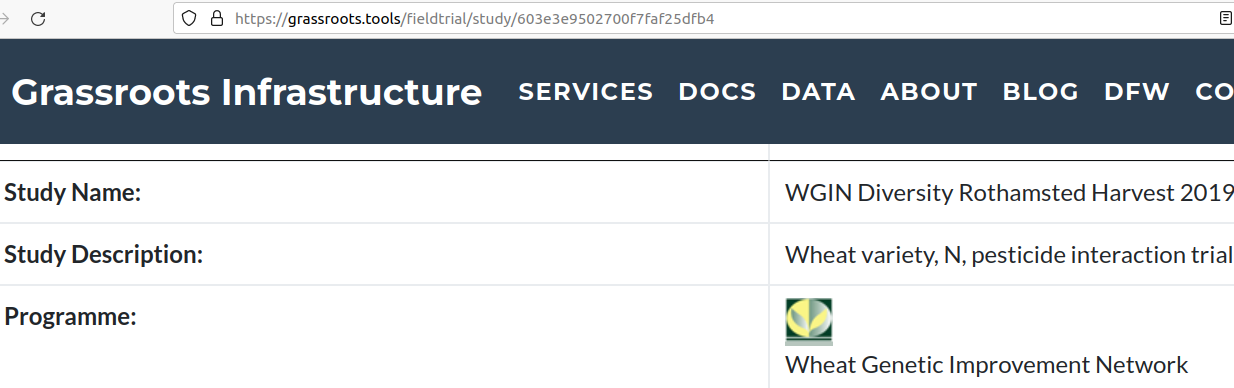 https://grassroots.tools/fieldtrial/study/603e3e9502700f7faf25dfb4
Grassroots Infrastructure SERVICES DOCS DATA ABOUT BLOG DFW CO
Study Name: WGIN Diversity Rothamsted Harvest 2019
Study Description: Wheat variety, N, pesticide interaction trial
Programme:
Wheat Genetic Improvement Network